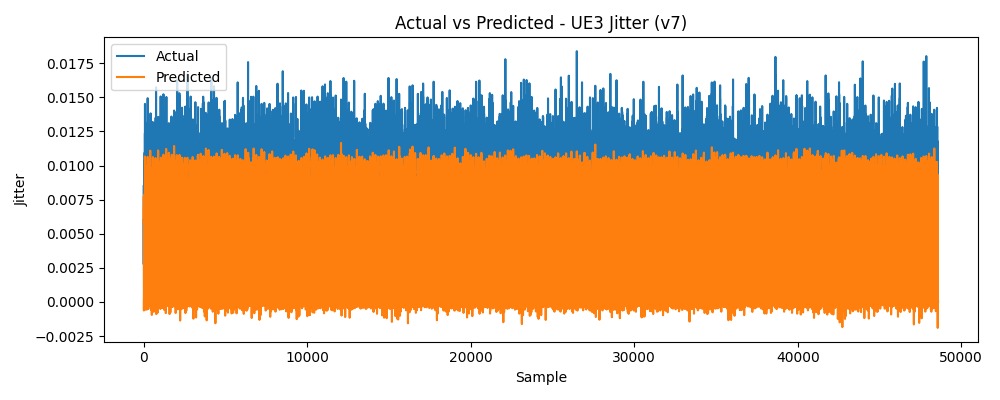 Actual vs Predicted - UE3 Jitter (v7)
Actual
Predicted
Jitter
0.0175
0.0150
0.0125
0.0100
0.0075
0.0050
0.0025
0.0000
−0.0025
0 10000 20000 30000 40000 50000
Sample